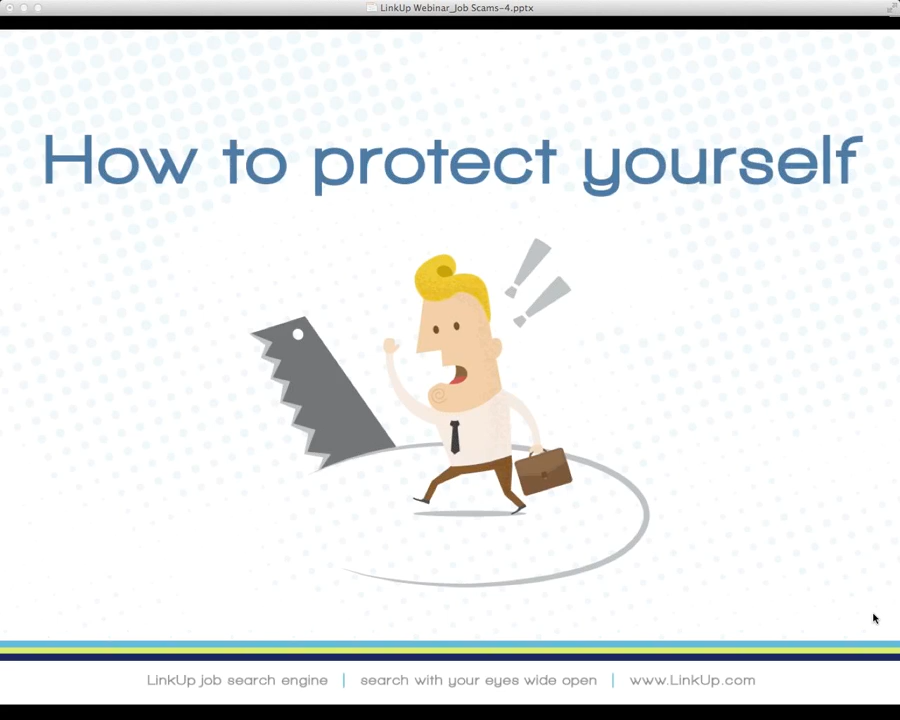 LinkUp Webinar_Job Scams-4.pptx
How to protect yourself
LinkUp job search engine | search with your eyes wide open | www.LinkUp.com